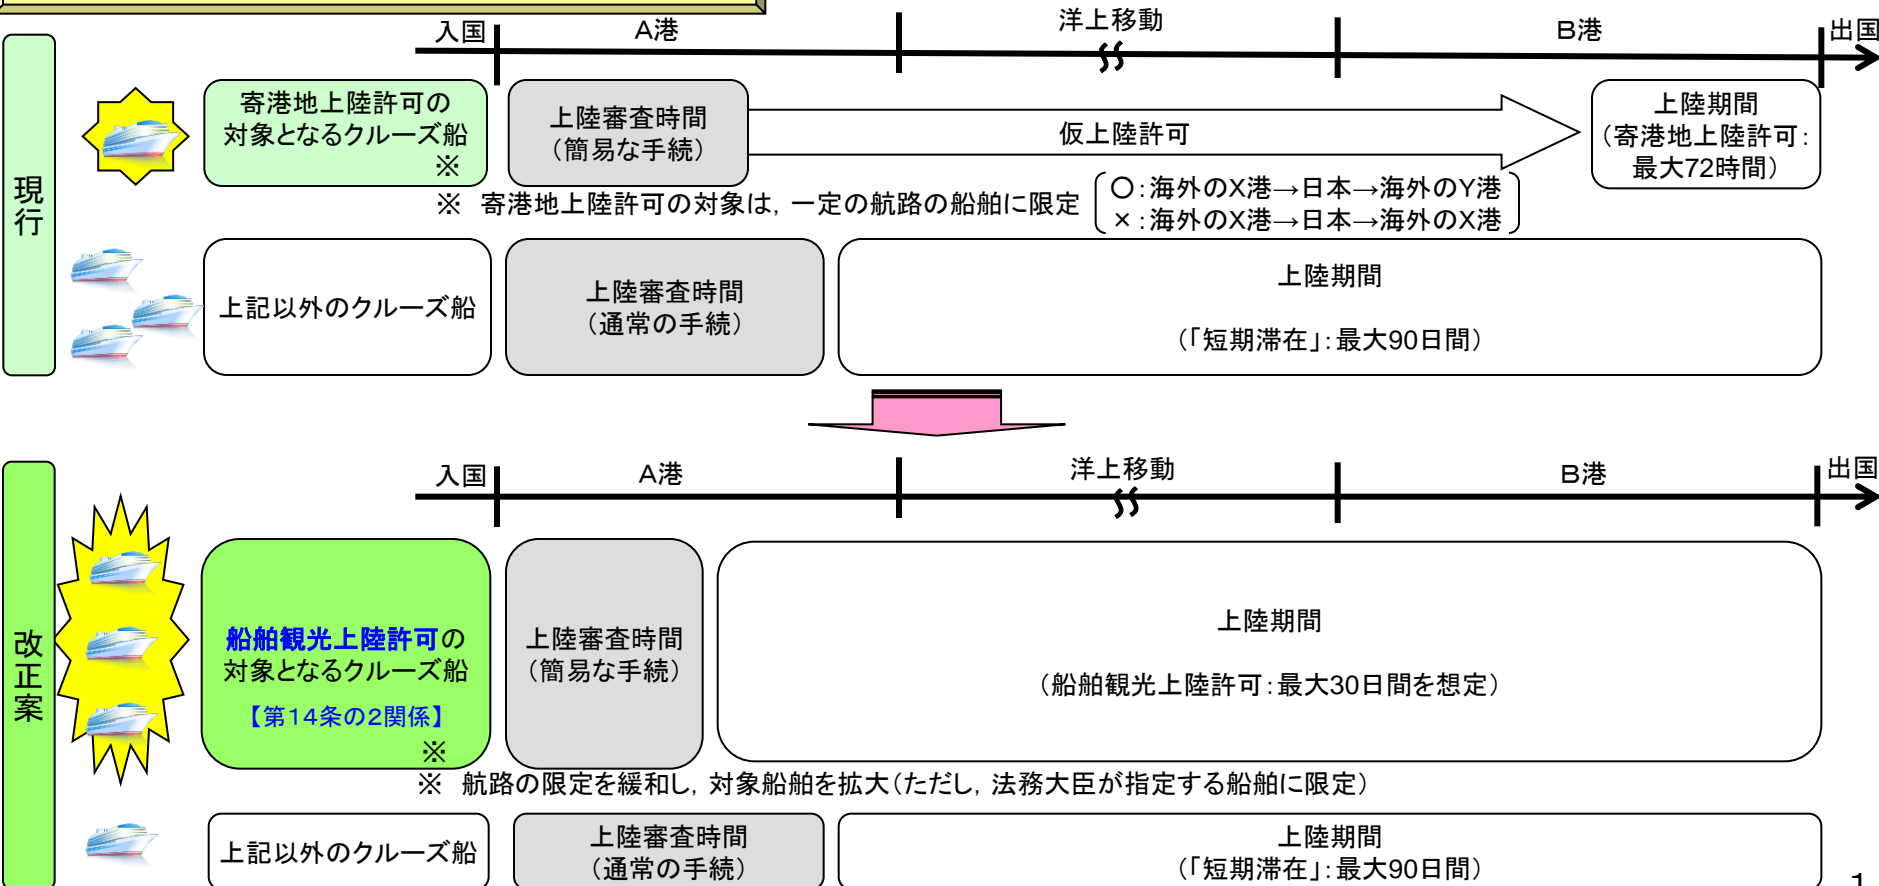 入国
A港
洋上移動
B港
出国
現行
寄港地上陸許可の
対象となるクルーズ船
※
上陸審査時間
（簡易な手続）
仮上陸許可
上陸期間
（寄港地上陸許可：
最大72時間）
※　寄港地上陸許可の対象は，一定の航路の船舶に限定
○：海外のX港→日本→海外のY港
×：海外のX港→日本→海外のX港
上記以外のクルーズ船
上陸審査時間
（通常の手続）
上陸期間
（「短期滞在」：最大90日間）
入国
A港
洋上移動
B港
出国
改正案
船舶観光上陸許可の
対象となるクルーズ船
【第14条の2関係】
※
上陸審査時間
（簡易な手続）
上陸期間
（船舶観光上陸許可：最大30日間を想定）
※　航路の限定を緩和し，対象船舶を拡大（ただし，法務大臣が指定する船舶に限定）
上記以外のクルーズ船
上陸審査時間
（通常の手続）
上陸期間
（「短期滞在」：最大90日間）
1